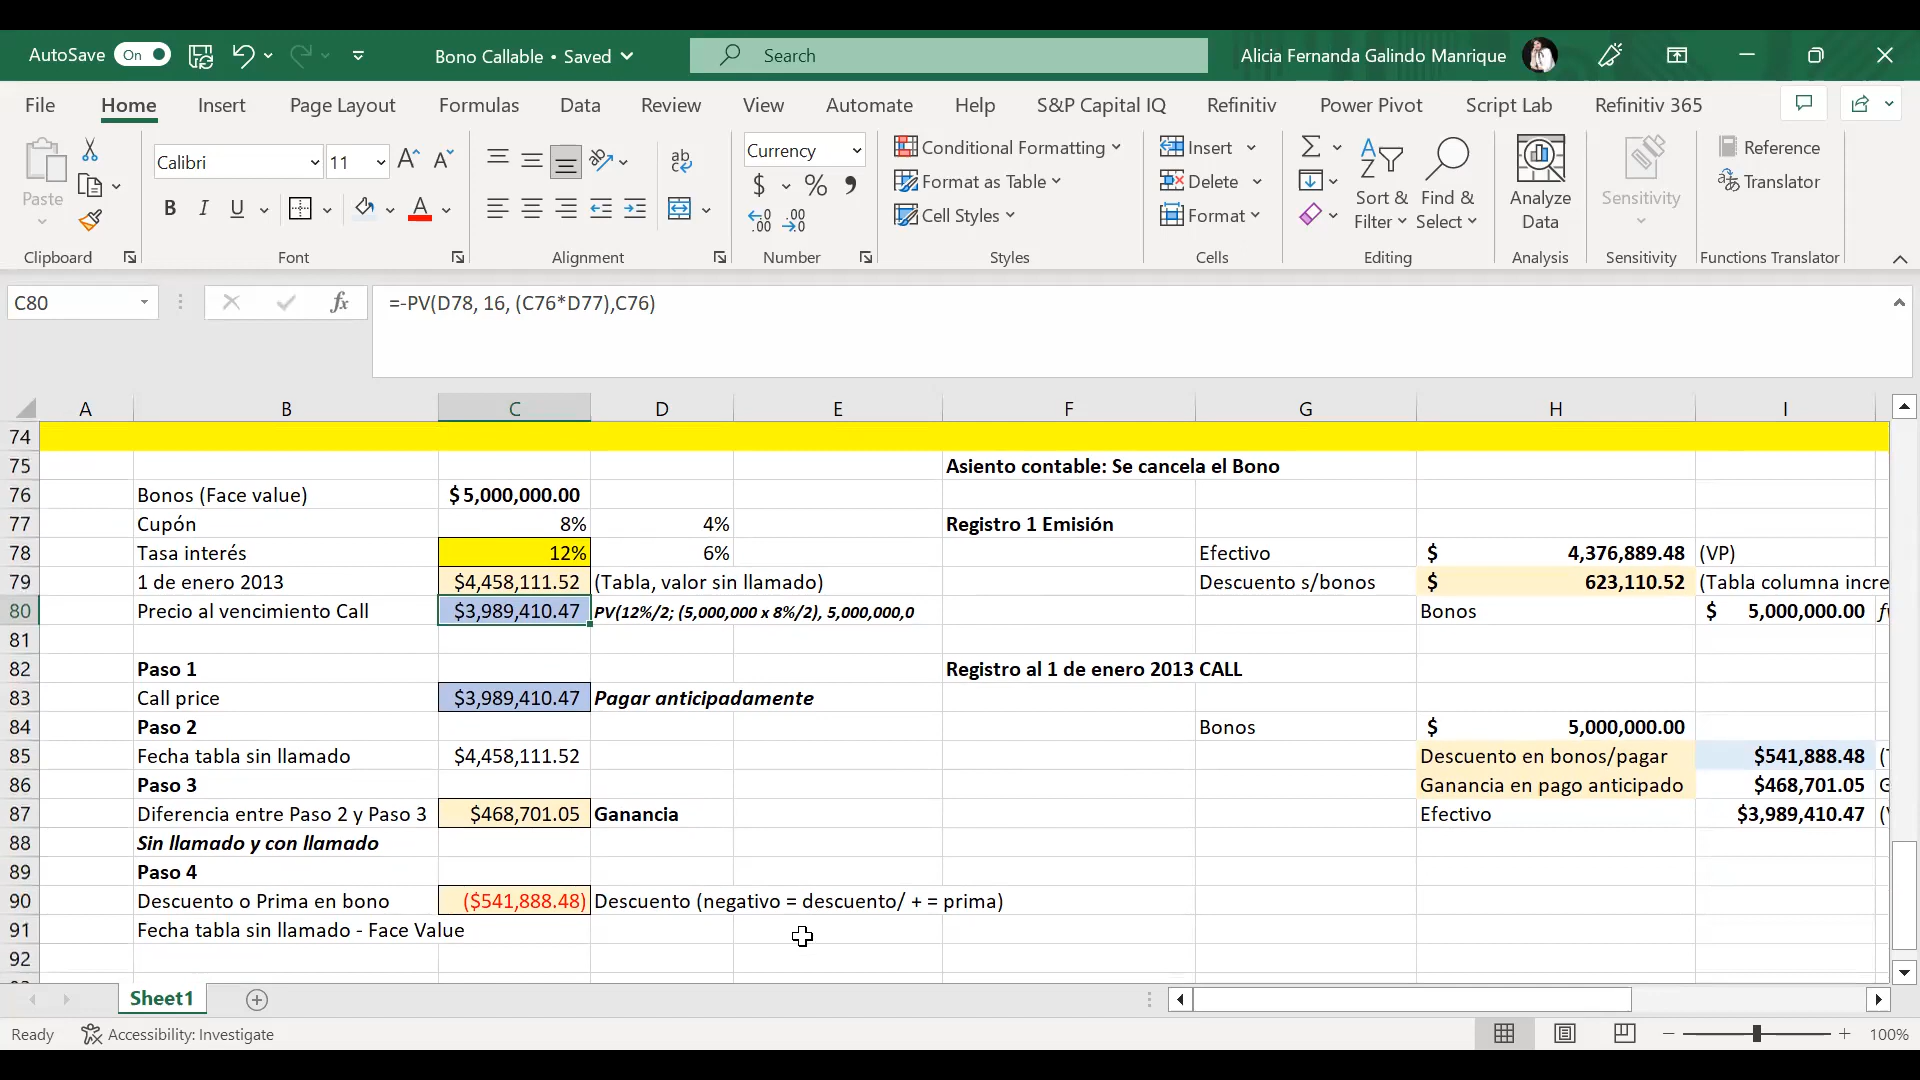 AutoSave On Bono Callable • Saved Search Alicia Fernanda Galindo Manrique
File Home Insert Page Layout Formulas Data Review View Automate Help S&P Capital IQ Refinitiv Power Pivot Script Lab Refinitiv 365
Paste Calibri 11 Currency Conditional Formatting Insert Reference
B I U $ % Format as Table Delete Sort & Filter Find & Select Analyze Data Sensitivity Translator
Cell Styles Format
Clipboard Font Alignment Number Styles Cells Editing Analysis Sensitivity Functions Translator
C80 fx =-PV(D78, 16, (C76*D77),C76)
A B C D E F G H I
74
75 Asiento contable: Se cancela el Bono
76 Bonos (Face value) $5,000,000.00
77 Cupón 8% 4% Registro 1 Emisión
78 Tasa interés 12% 6% Efectivo $ 4,376,889.48 (VP)
79 1 de enero 2013 $4,458,111.52 (Tabla, valor sin llamado) Descuento s/bonos $ 623,110.52 (Tabla columna incre
80 Precio al vencimiento Call $3,989,410.47 PV(12%/2; (5,000,000 x 8%/2), 5,000,000,0 Bonos $ 5,000,000.00
81
82 Paso 1 Registro al 1 de enero 2013 CALL
83 Call price $3,989,410.47 Pagar anticipadamente
84 Paso 2 Bonos $ 5,000,000.00
85 Fecha tabla sin llamado $4,458,111.52 Descuento en bonos/pagar $541,888.48
86 Paso 3 Ganancia en pago anticipado $468,701.05
87 Diferencia entre Paso 2 y Paso 3 $468,701.05 Ganancia Efectivo $3,989,410.47
88 Sin llamado y con llamado
89 Paso 4
90 Descuento o Prima en bono ($541,888.48) Descuento (negativo = descuento/ + = prima)
91 Fecha tabla sin llamado - Face Value
92
Sheet1
Ready Accessibility: Investigate 100%